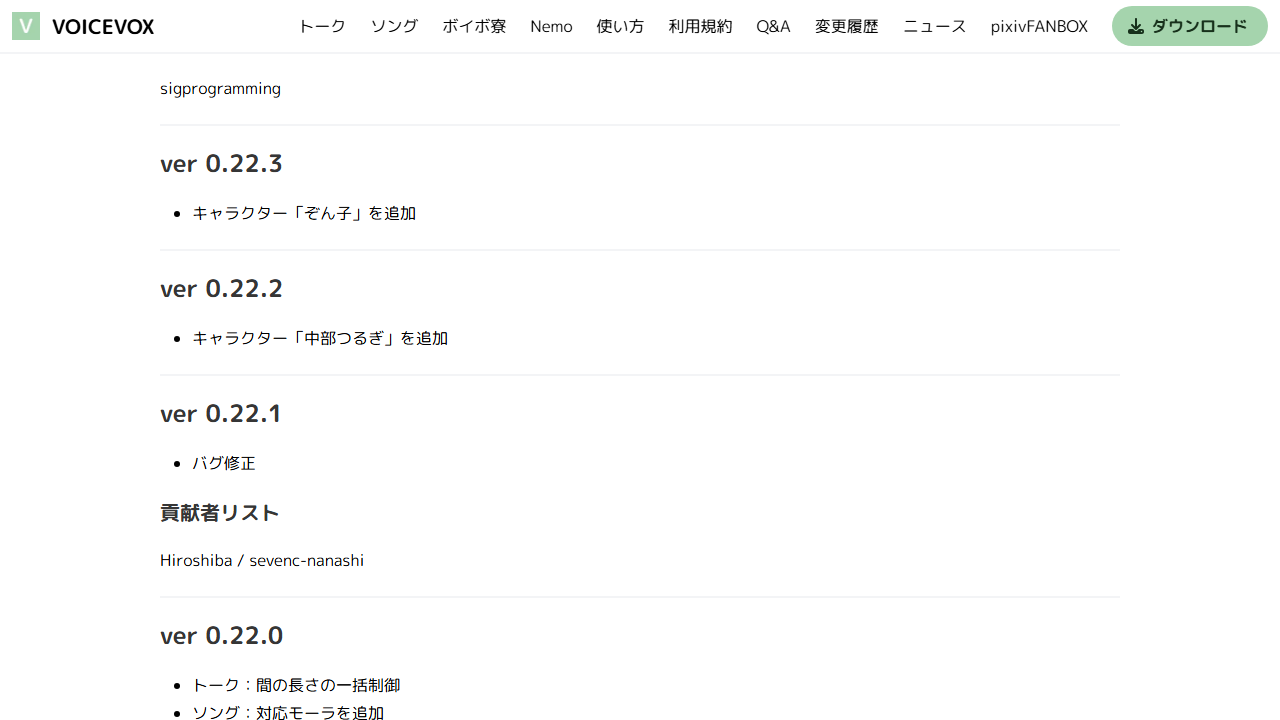 V VOICEVOX トーク ソング ボイボ寮 Nemo 使い方 利用規約 Q&A 変更履歴 ニュース pixivFANBOX ダウンロード
sigprogramming
ver 0.22.3
• キャラクター「ぞん子」を追加
ver 0.22.2
• キャラクター「中部つるぎ」を追加
ver 0.22.1
• バグ修正
貢献者リスト
Hiroshiba / sevenc-nanashi
ver 0.22.0
• トーク：間の長さの一括制御
• ソング：対応モーラを追加